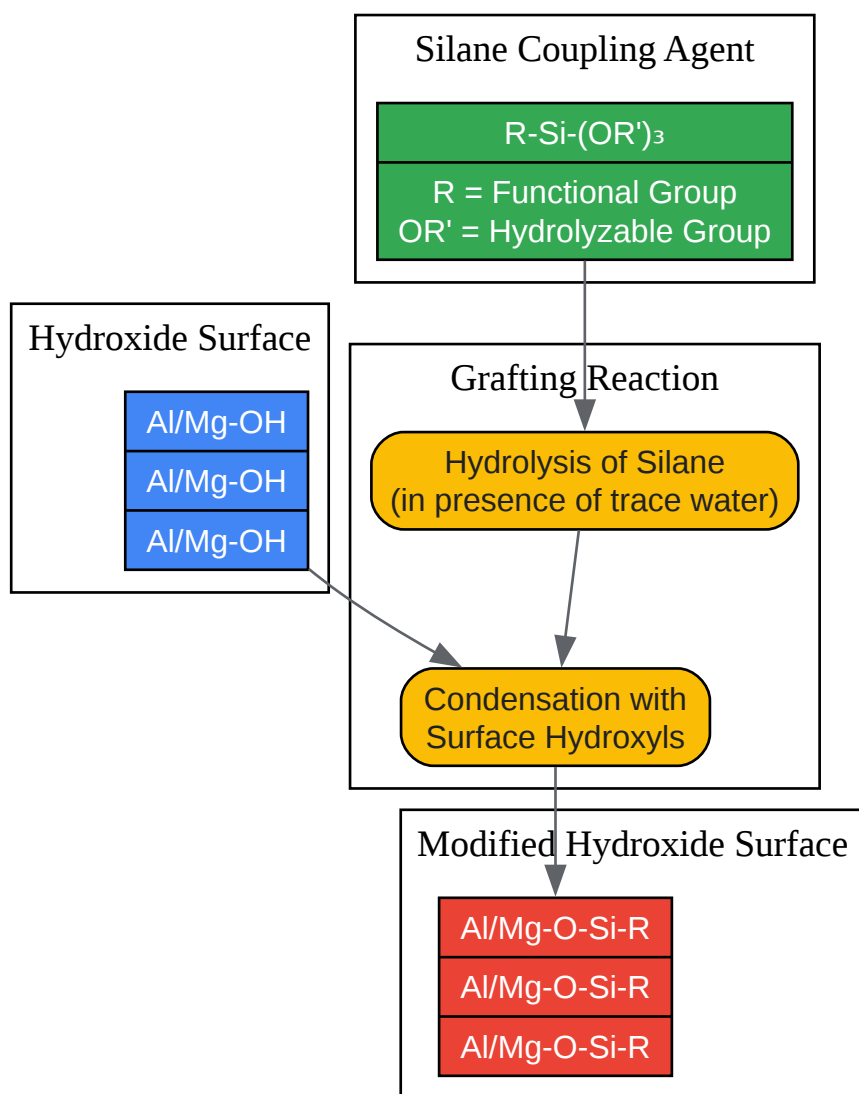 Silane Coupling Agent
R-Si-(OR')₃
R = Functional Group
OR' = Hydrolyzable Group
Hydroxide Surface
Al/Mg-OH
Al/Mg-OH
Al/Mg-OH
Grafting Reaction
Hydrolysis of Silane
(in presence of trace water)
Condensation with
Surface Hydroxyls
Modified Hydroxide Surface
Al/Mg-O-Si-R
Al/Mg-O-Si-R
Al/Mg-O-Si-R